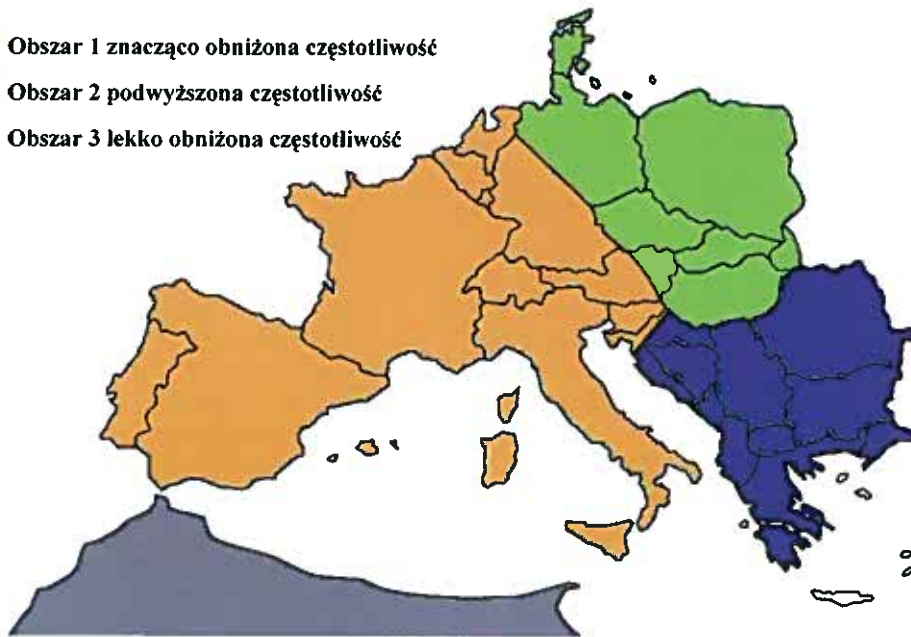 Obszar 1 znacząco obniżona częstotliwość
Obszar 2 podwyższona częstotliwość
Obszar 3 lekko obniżona częstotliwość